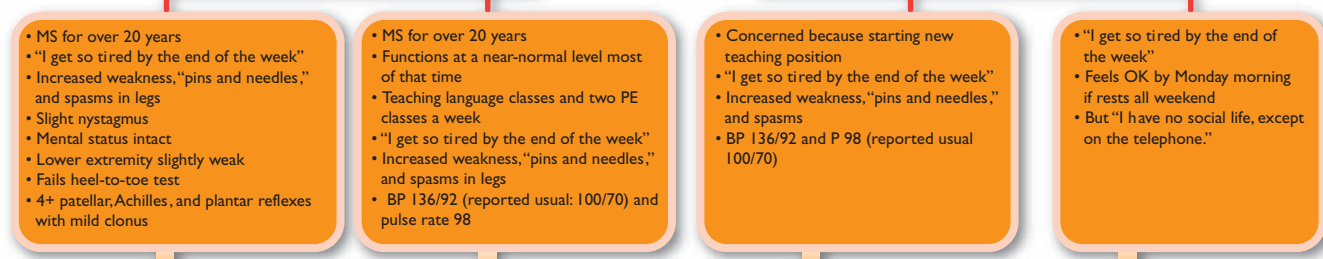 • MS for over 20 years
• “I get so tired by the end of the week”
• Increased weakness, “pins and needles,”
and spasms in legs
• Slight nystagmus
• Mental status intact
• Lower extremity slightly weak
• Fails heel-to-toe test
• 4+ patellar, Achilles, and plantar reflexes
with mild clonus
• MS for over 20 years
• Functions at a near-normal level most
of that time
• Teaching language classes and two PE
classes a week
• “I get so tired by the end of the week”
• Increased weakness, “pins and needles,”
and spasms in legs
• BP 136/92 (reported usual: 100/70) and
pulse rate 98
• Concerned because starting new
teaching position
• “I get so tired by the end of the week”
• Increased weakness, “pins and needles,”
and spasms
• BP 136/92 and P 98 (reported usual
100/70)
• “I get so tired by the end of
the week”
• Feels OK by Monday morning
if rests all weekend
• But “I have no social life, except
on the telephone.”